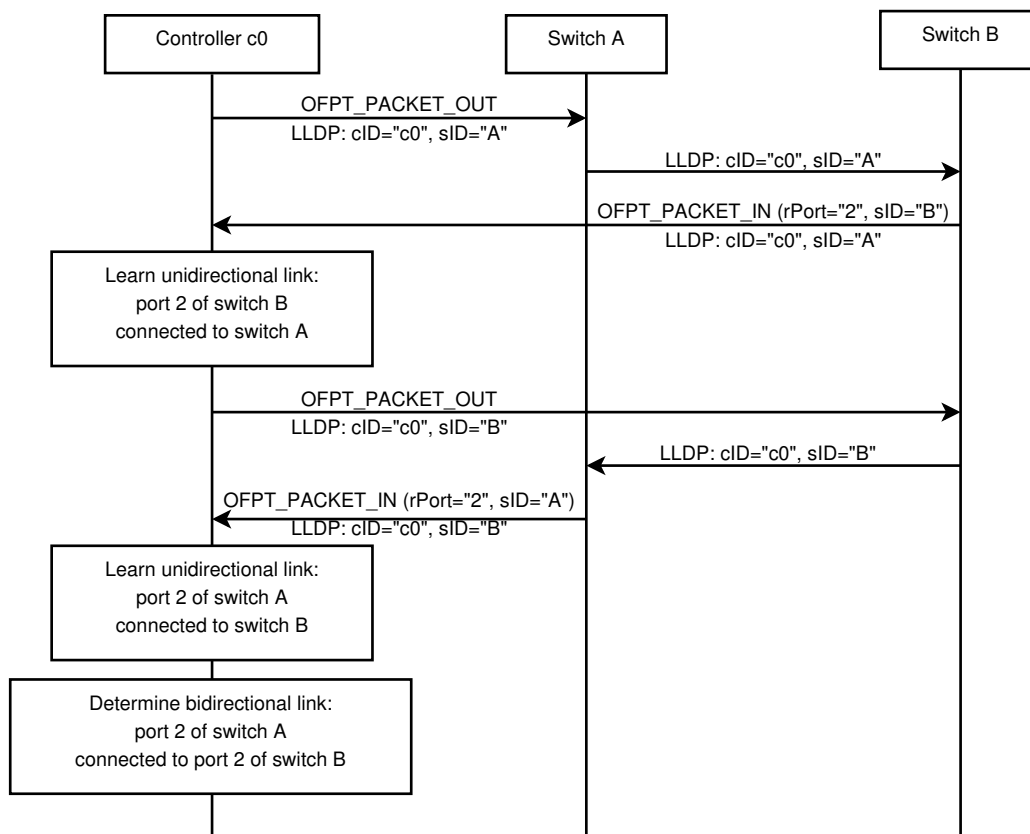 Controller c0
Switch A
Switch B
OFPT_PACKET_OUT
LLDP: cID="c0", sID="A"
LLDP: cID="c0", sID="A"
OFPT_PACKET_IN (rPort="2", sID="B")
LLDP: cID="c0", sID="A"
Learn unidirectional link:
port 2 of switch B
connected to switch A
OFPT_PACKET_OUT
LLDP: cID="c0", sID="B"
LLDP: cID="c0", sID="B"
OFPT_PACKET_IN (rPort="2", sID="A")
LLDP: cID="c0", sID="B"
Learn unidirectional link:
port 2 of switch A
connected to switch B
Determine bidirectional link:
port 2 of switch A
connected to port 2 of switch B